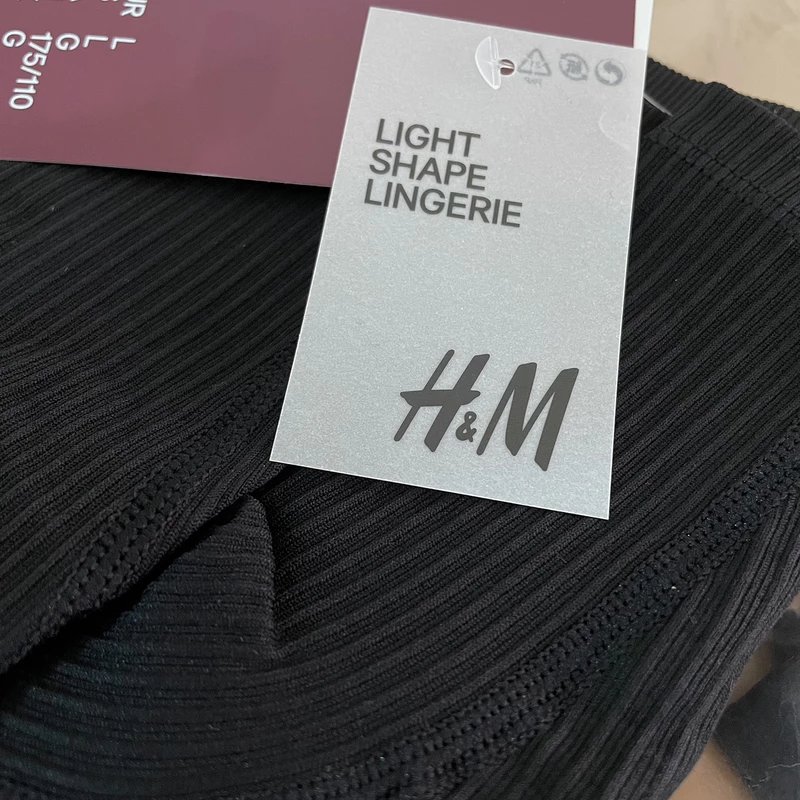 LIGHT
SHAPE
LINGERIE
H&M
L
L
G
175/110
G